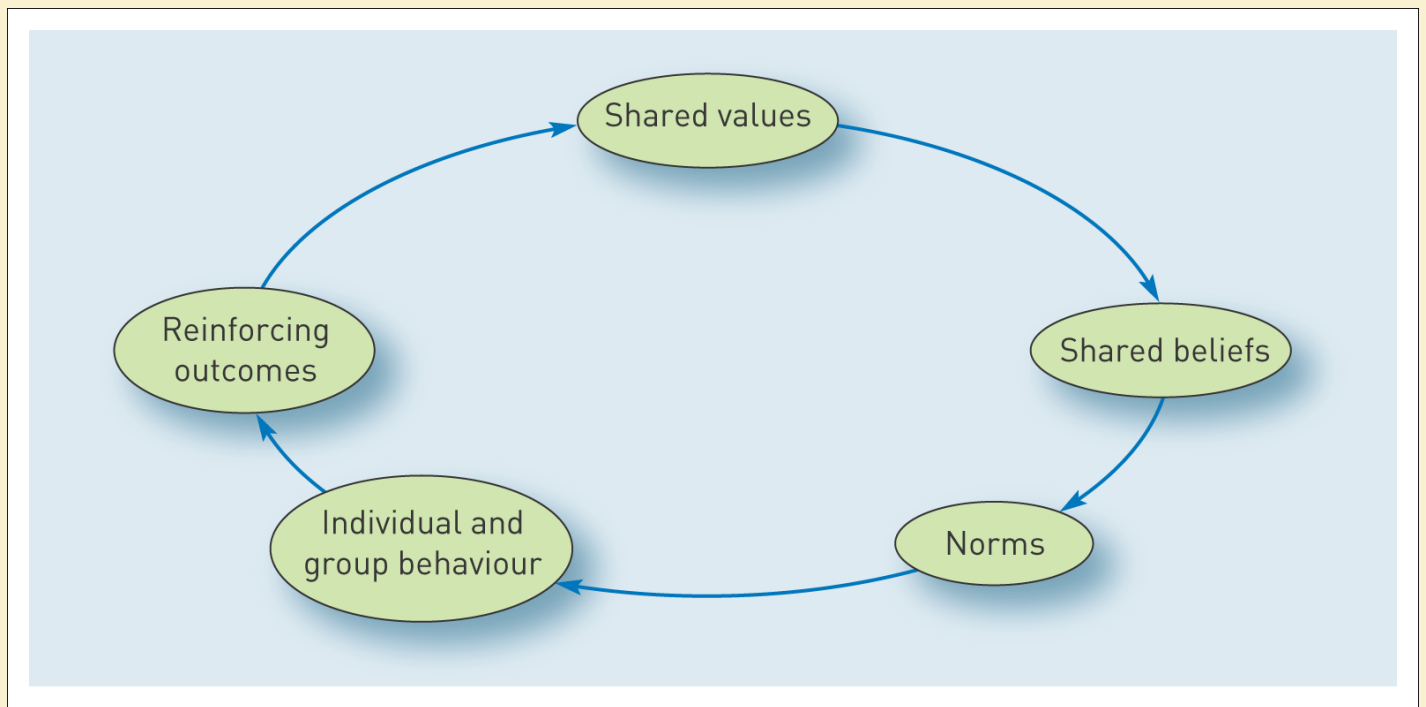 Shared values
Shared beliefs
Norms
Individual and
group behaviour
Reinforcing
outcomes